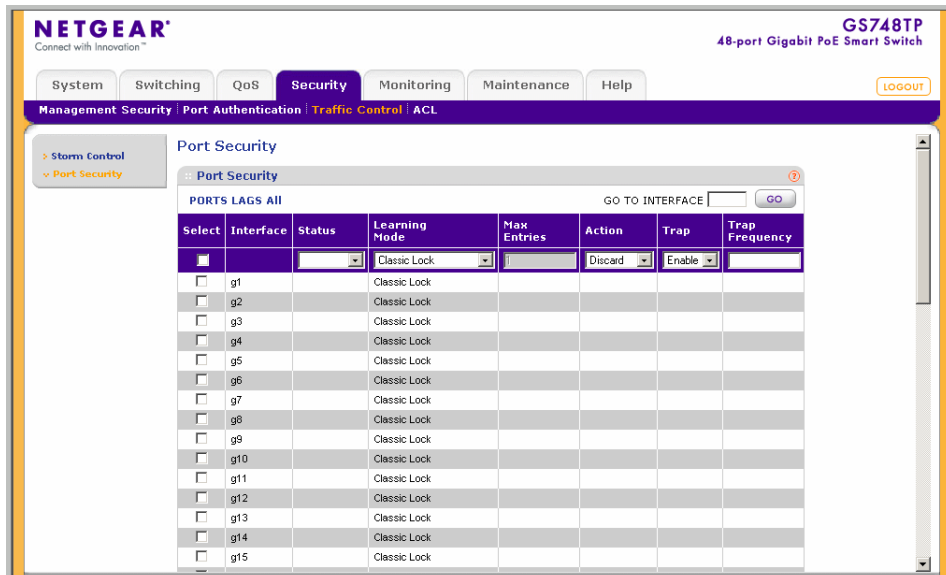 NETGEAR®
Connect with Innovation™
GS748TP
48-port Gigabit PoE Smart Switch
System Switching QoS Security Monitoring Maintenance Help LOGOUT
Management Security Port Authentication Traffic Control ACL
> Storm Control
Port Security
Port Security
:: Port Security ?
PORTS LAGS All GO TO INTERFACE GO
Select Interface Status Learning Mode Max Entries Action Trap Trap Frequency
Classic Lock 1 Discard Enable
g1 Classic Lock
g2 Classic Lock
g3 Classic Lock
g4 Classic Lock
g5 Classic Lock
g6 Classic Lock
g7 Classic Lock
g8 Classic Lock
g9 Classic Lock
g10 Classic Lock
g11 Classic Lock
g12 Classic Lock
g13 Classic Lock
g14 Classic Lock
g15 Classic Lock